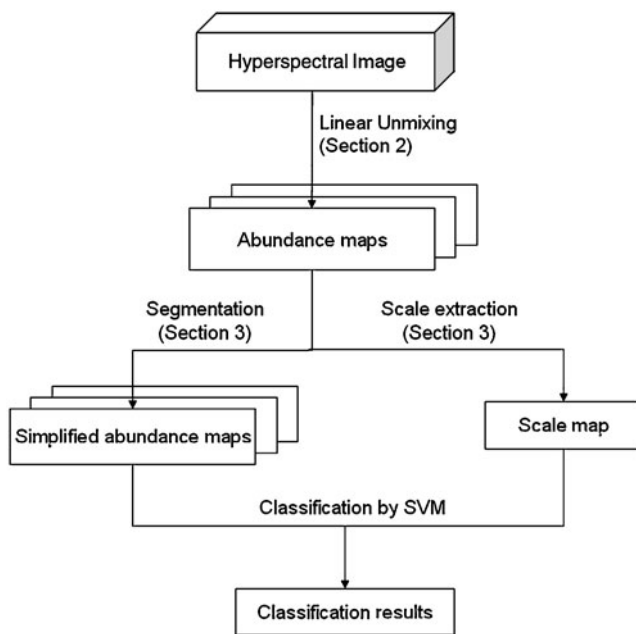 Hyperspectral Image
Linear Unmixing
(Section 2)
Abundance maps
Segmentation
(Section 3)
Scale extraction
(Section 3)
Simplified abundance maps
Scale map
Classification by SVM
Classification results